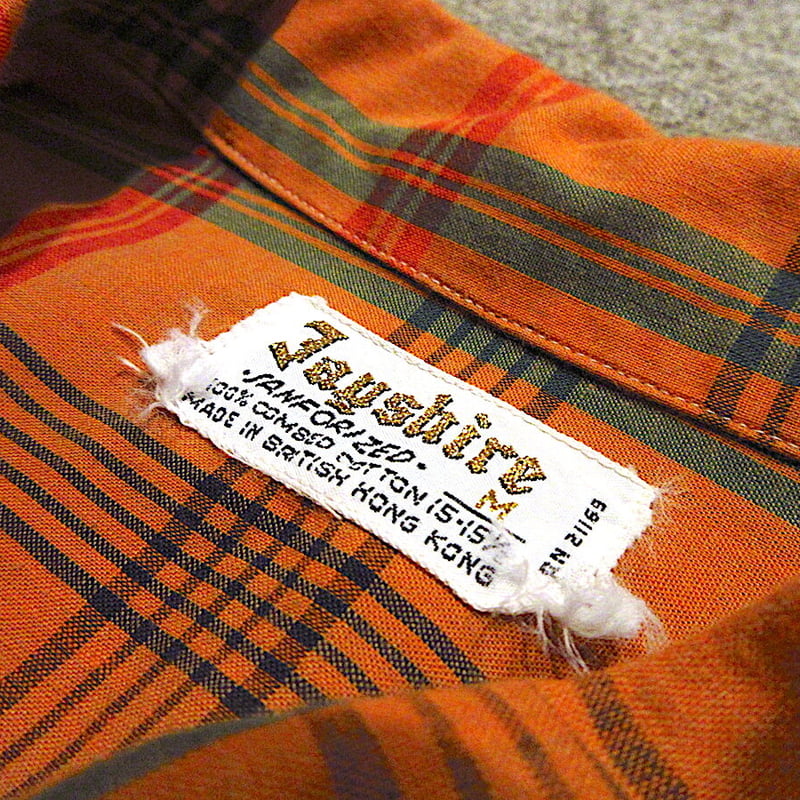 Jayshire
SANFORIZED.
100% COMBED COTTON 15-15½
M
MADE IN BRITISH HONG KONG
RN 21169